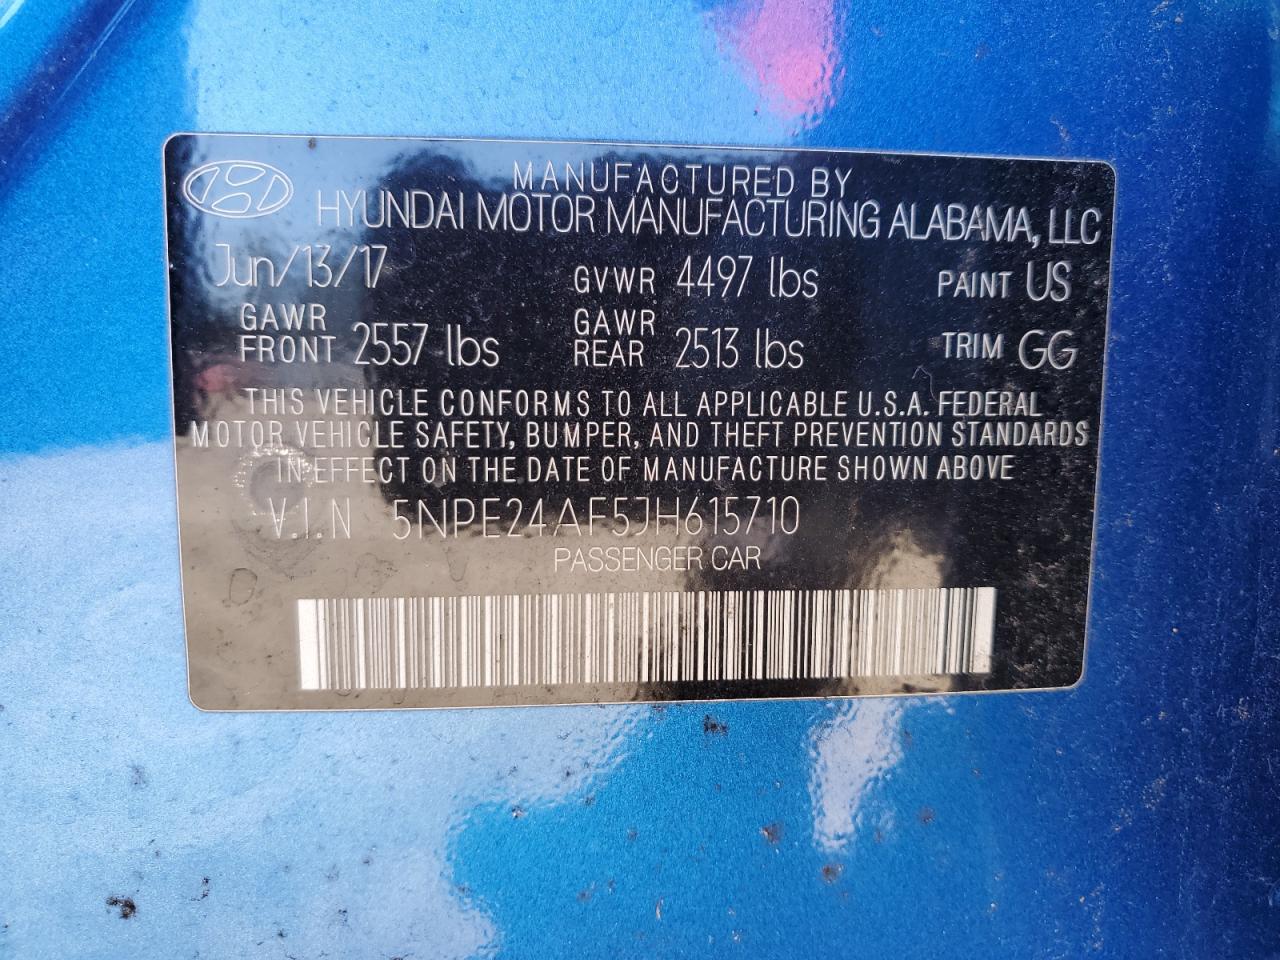 MANUFACTURED BY
HYUNDAI MOTOR MANUFACTURING ALABAMA, LLC
Jun/13/17 GVWR 4497 lbs PAINT US
GAWR FRONT 2557 lbs GAWR REAR 2513 lbs TRIM GG
THIS VEHICLE CONFORMS TO ALL APPLICABLE U.S.A. FEDERAL
MOTOR VEHICLE SAFETY, BUMPER, AND THEFT PREVENTION STANDARDS
IN EFFECT ON THE DATE OF MANUFACTURE SHOWN ABOVE
V.I.N 5NPE24AF5JH615710
PASSENGER CAR